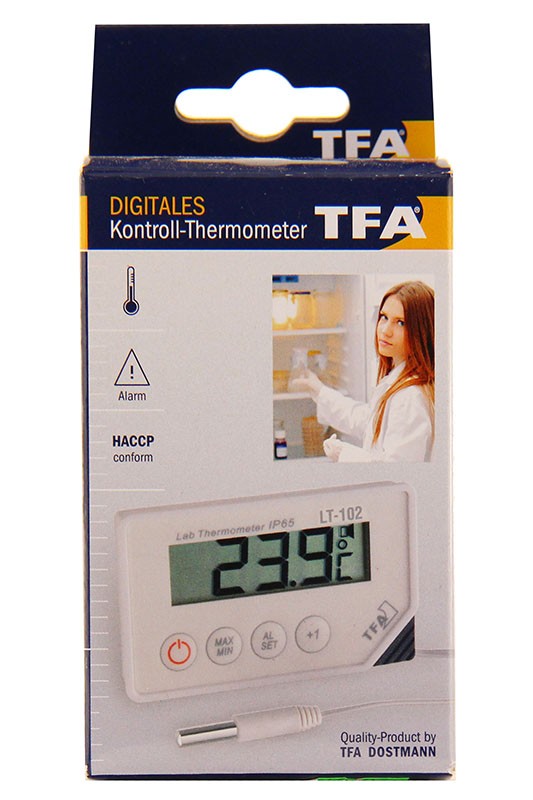 TFA®
DIGITALES
Kontroll-Thermometer TFA®
Alarm
HACCP
conform
LT-102
Lab Thermometer IP65
23.9°C
MAX
MIN
AL
SET
+1
TFA
Quality-Product by
TFA DOSTMANN